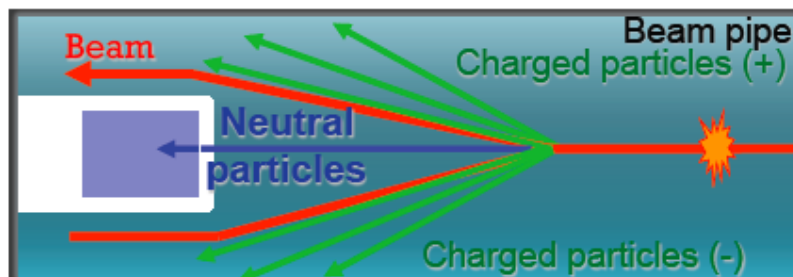 Beam pipe
Beam
Charged particles (+)
Neutral
particles
Charged particles (-)